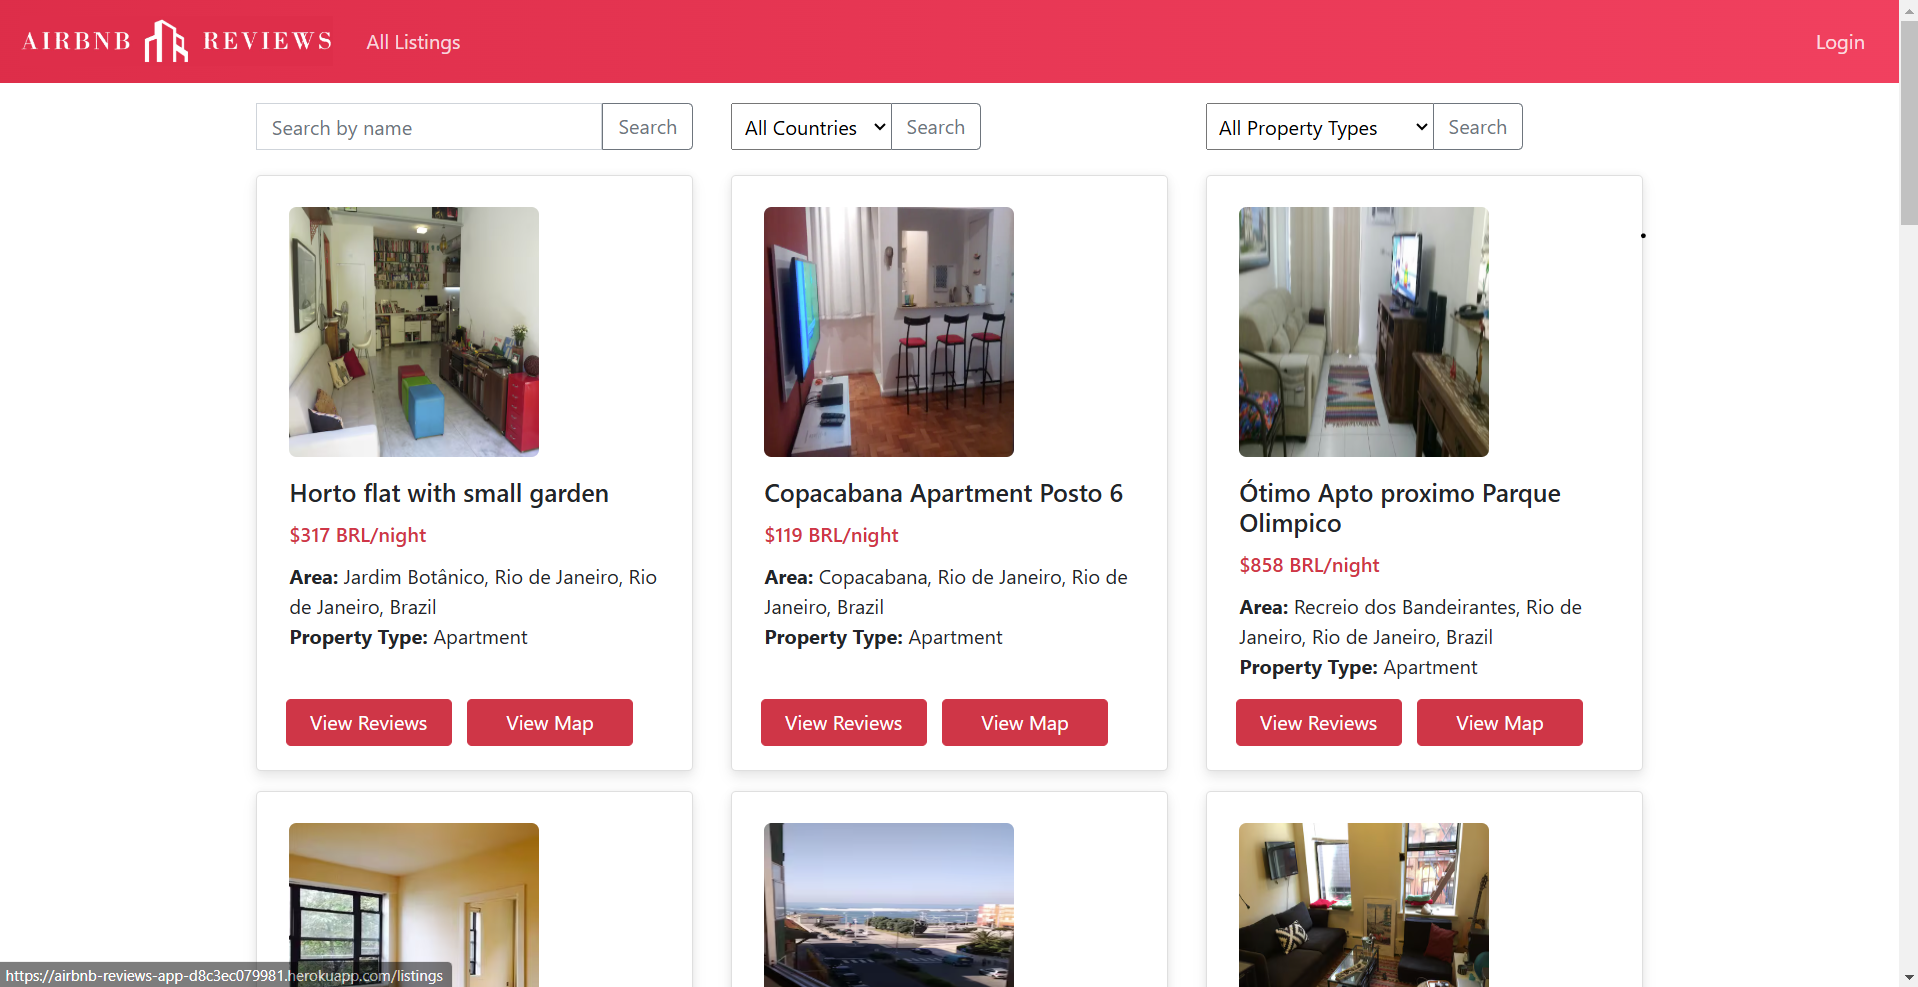 AIRBNB REVIEWS All Listings Login
Search by name Search All Countries Search All Property Types Search
Horto flat with small garden
$317 BRL/night
Area: Jardim Botânico, Rio de Janeiro, Rio
de Janeiro, Brazil
Property Type: Apartment
View Reviews View Map
Copacabana Apartment Posto 6
$119 BRL/night
Area: Copacabana, Rio de Janeiro, Rio de
Janeiro, Brazil
Property Type: Apartment
View Reviews View Map
Ótimo Apto proximo Parque
Olimpico
$858 BRL/night
Area: Recreio dos Bandeirantes, Rio de
Janeiro, Rio de Janeiro, Brazil
Property Type: Apartment
View Reviews View Map
https://airbnb-reviews-app-d8c3ec079981.herokuapp.com/listings